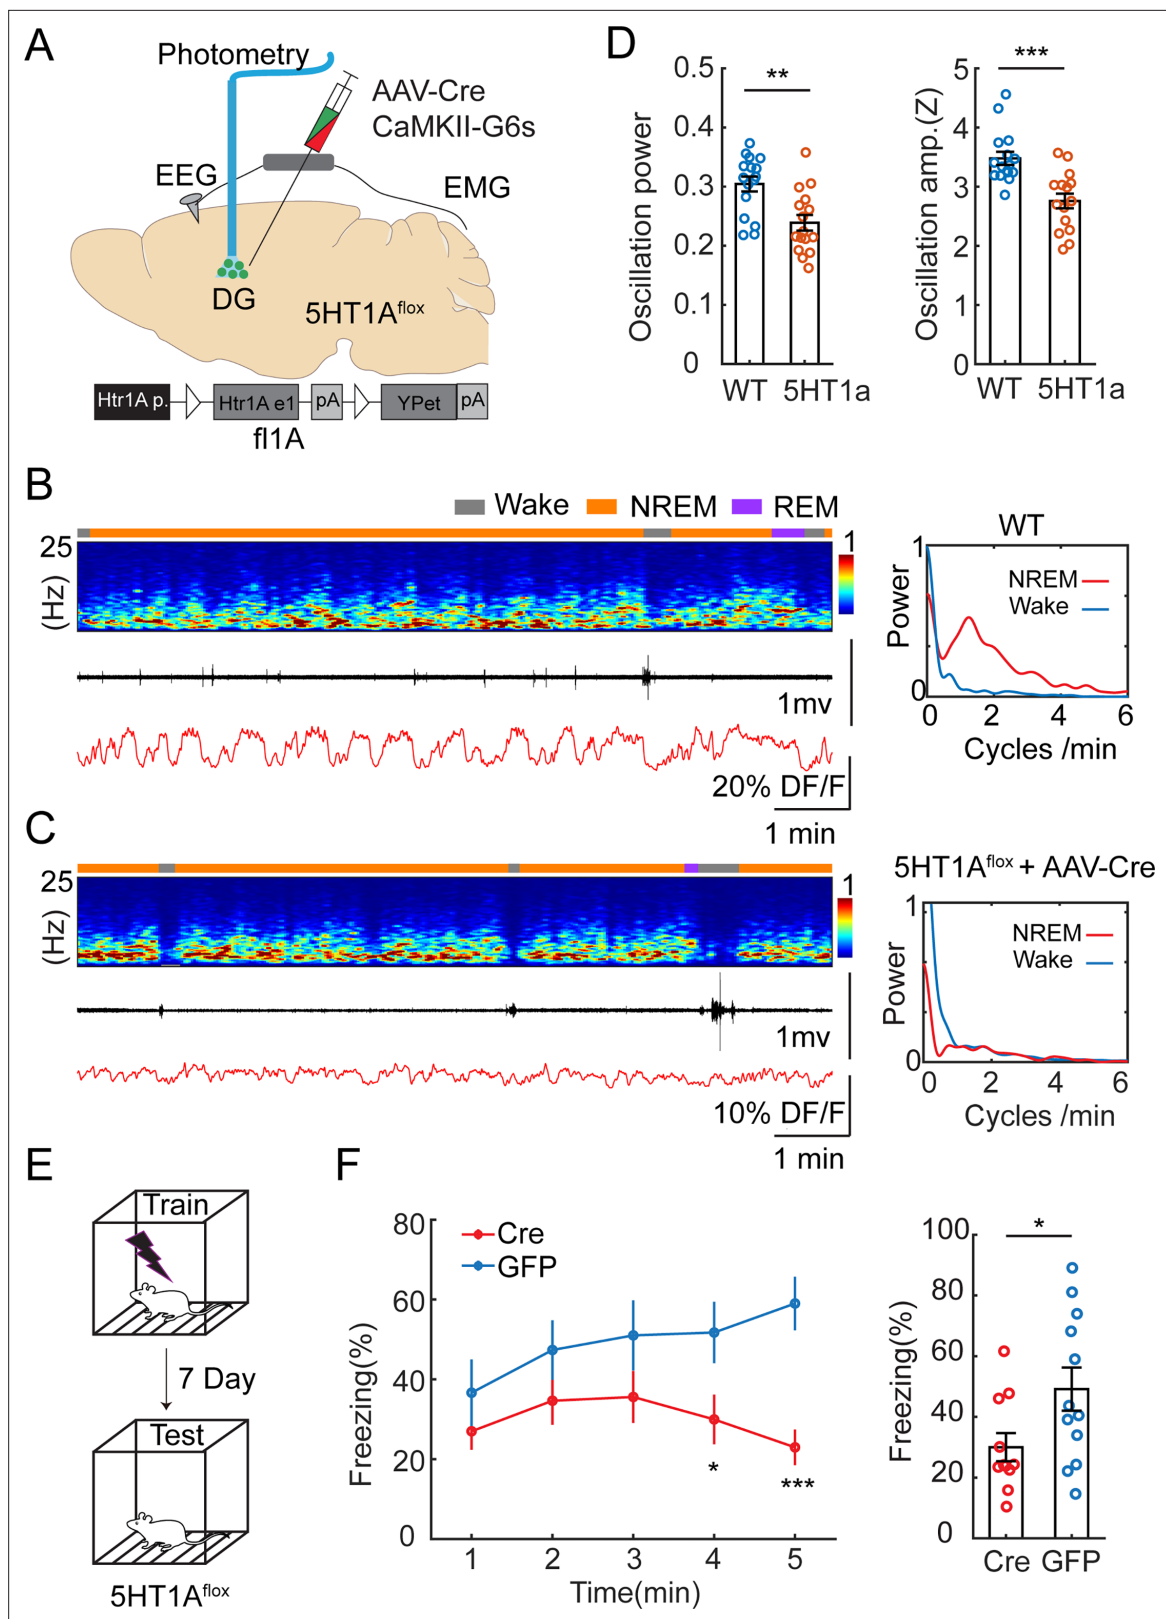 A
Photometry
AAV-Cre
CaMKII-G6s
EEG
EMG
DG
5HT1Aflox
Htr1A p.
Htr1A e1
pA
YPet
pA
fl1A
D
Oscillation power
0.5
0.4
0.3
0.2
0.1
0
**
WT
5HT1a
Oscillation amp.(Z)
5
4
3
2
1
0
***
WT
5HT1a
B
Wake
NREM
REM
25
(Hz)
1
1mv
20% DF/F
1 min
WT
Power
1
0
NREM
Wake
0 2 4 6
Cycles /min
C
25
(Hz)
1
1mv
10% DF/F
1 min
5HT1Aflox + AAV-Cre
Power
1
0
NREM
Wake
0 2 4 6
Cycles /min
E
Train
7 Day
Test
5HT1Aflox
F
Freezing(%)
80
60
40
20
0
Cre
GFP
*
***
1 2 3 4 5
Time(min)
Freezing(%)
100
80
60
40
20
0
*
Cre GFP